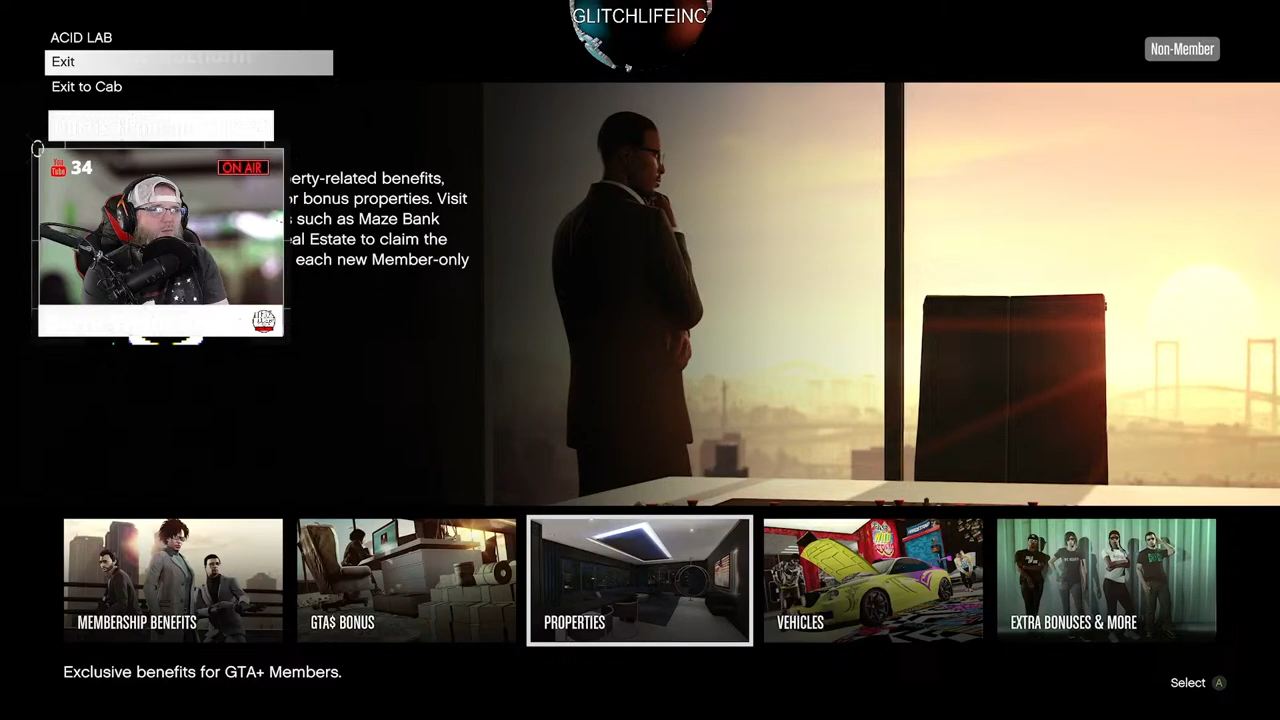 GLITCHLIFEINC
ACID LAB
Exit
Exit to Cab
Non-Member
You
Tube
34
ON AIR
erty-related benefits,
r bonus properties. Visit
such as Maze Bank
al Estate to claim the
each new Member-only
MEMBERSHIP BENEFITS
GTA$ BONUS
PROPERTIES
VEHICLES
EXTRA BONUSES & MORE
Exclusive benefits for GTA+ Members.
Select A